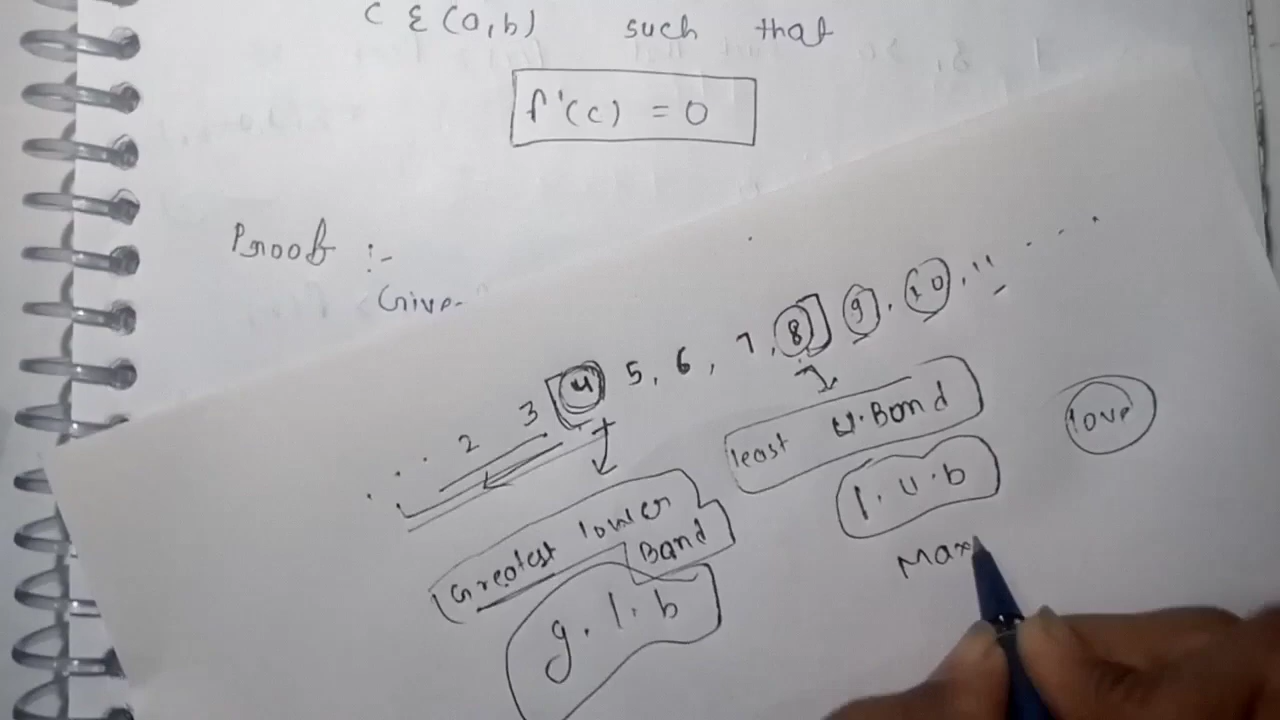 C ε (a,b) such that
f'(c) = 0
Proof :-
Give-
. . 2 3 [4 5, 6, 7, 8] 9, 10, 11 . . . .
least U.Bond
love
l.u.b
Greatest lower
Band
Max
g.l.b